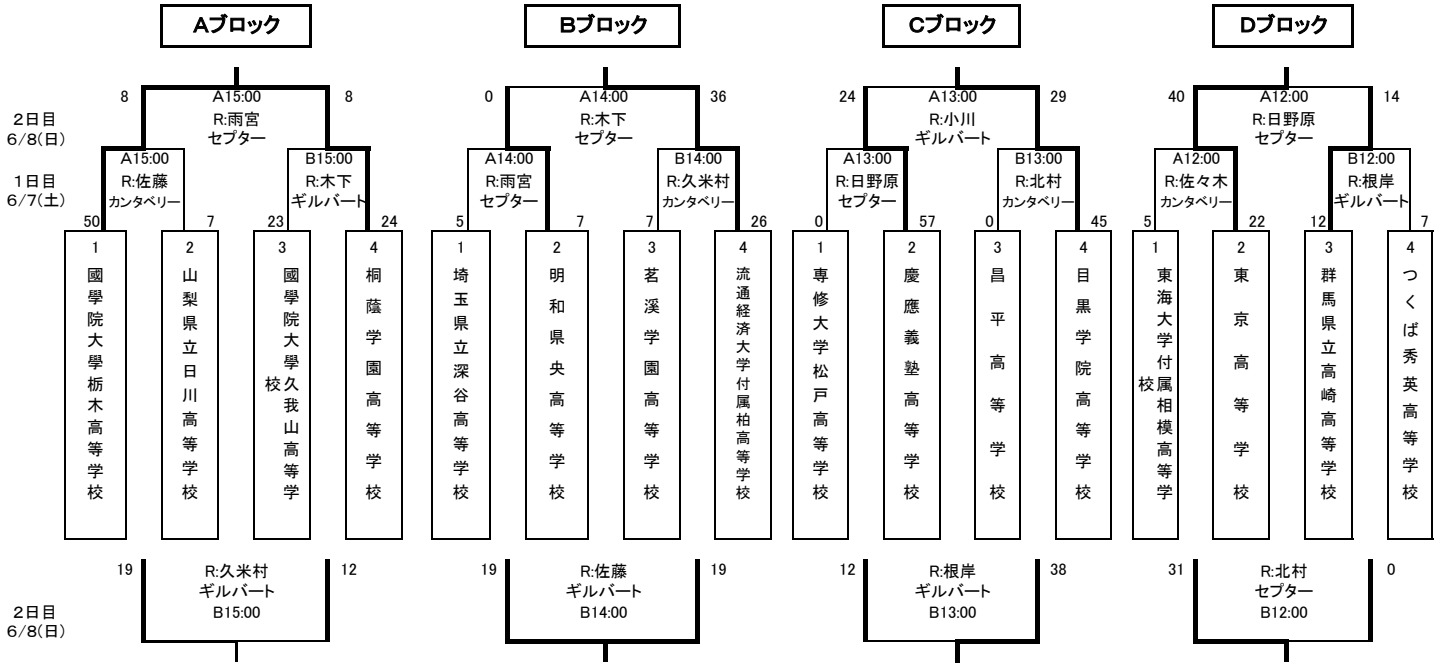 Aブロック
Bブロック
Cブロック
Dブロック
8 A15:00 8
0 A14:00 36
24 A13:00 29
40 A12:00 14
2日目
6/8(日)
R:雨宮
セプター
R:木下
セプター
R:小川
ギルバート
R:日野原
セプター
1日目
6/7(土)
A15:00
R:佐藤
カンタベリー
B15:00
R:木下
ギルバート
A14:00
R:雨宮
セプター
B14:00
R:久米村
カンタベリー
A13:00
R:日野原
セプター
B13:00
R:北村
カンタベリー
A12:00
R:佐々木
カンタベリー
B12:00
R:根岸
ギルバート
50 7 23 24
5 7 7 26
0 57 0 45
5 22 12 7
1
國學院大學栃木高等学校
2
山梨県立日川高等学校
3
國學院大學久我山高等学
校
4
桐蔭学園高等学校
1
埼玉県立深谷高等学校
2
明和県央高等学校
3
茗溪学園高等学校
4
流通経済大学付属柏高等学校
1
専修大学松戸高等学校
2
慶應義塾高等学校
3
昌平高等学校
4
目黒学院高等学校
1
東海大学付属相模高等学
校
2
東京高等学校
3
群馬県立高崎高等学校
4
つくば秀英高等学校
2日目
6/8(日)
19 R:久米村 12
ギルバート
B15:00
19 R:佐藤 19
ギルバート
B14:00
12 R:根岸 38
ギルバート
B13:00
31 R:北村 0
セプター
B12:00